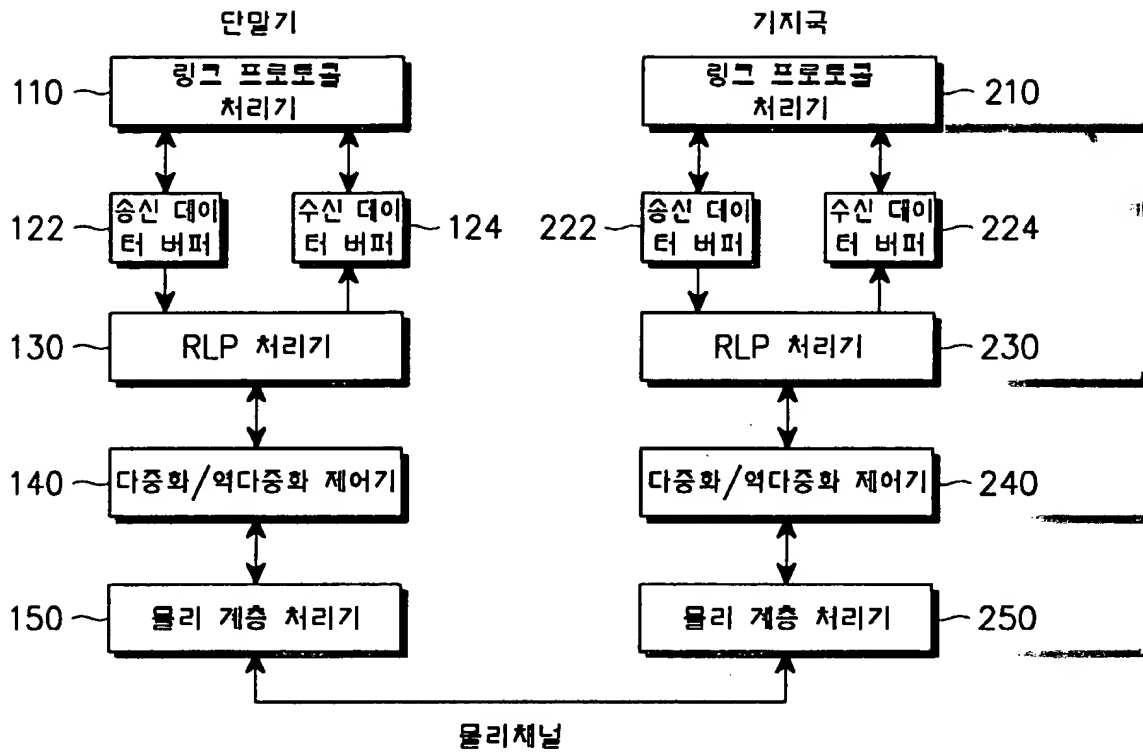 단말기
기지국
110
링크 프로토콜
처리기
링크 프로토콜
처리기
210
122
송신 데이
터 버퍼
수신 데이
터 버퍼
124
222
송신 데이
터 버퍼
수신 데이
터 버퍼
224
130
RLP 처리기
RLP 처리기
230
140
다중화/역다중화 제어기
다중화/역다중화 제어기
240
150
물리 계층 처리기
물리 계층 처리기
250
물리채널